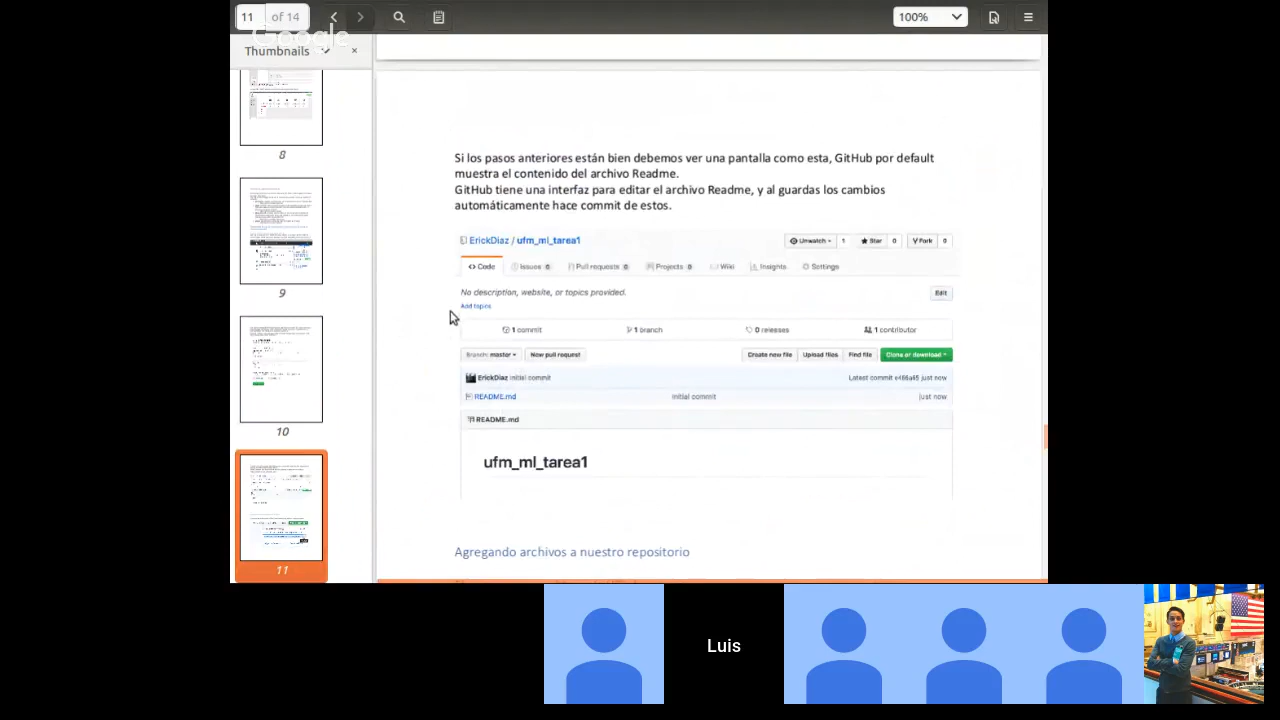 11 of 14
100%
Google
Thumbnails
8
9
10
11
Si los pasos anteriores están bien debemos ver una pantalla como esta, GitHub por default
muestra el contenido del archivo Readme.
GitHub tiene una interfaz para editar el archivo Readme, y al guardas los cambios
automáticamente hace commit de estos.
ErickDiaz / ufm_ml_tarea1
Unwatch 1 Star 0 Fork 0
Code Issues 0 Pull requests 0 Projects 0 Wiki Insights Settings
No description, website, or topics provided.
Edit
Add topics
1 commit 1 branch 0 releases 1 contributor
Branch: master New pull request Create new file Upload files Find file Clone or download
ErickDiaz Initial commit Latest commit e466a65 just now
README.md Initial commit just now
README.md
ufm_ml_tarea1
Agregando archivos a nuestro repositorio
Luis